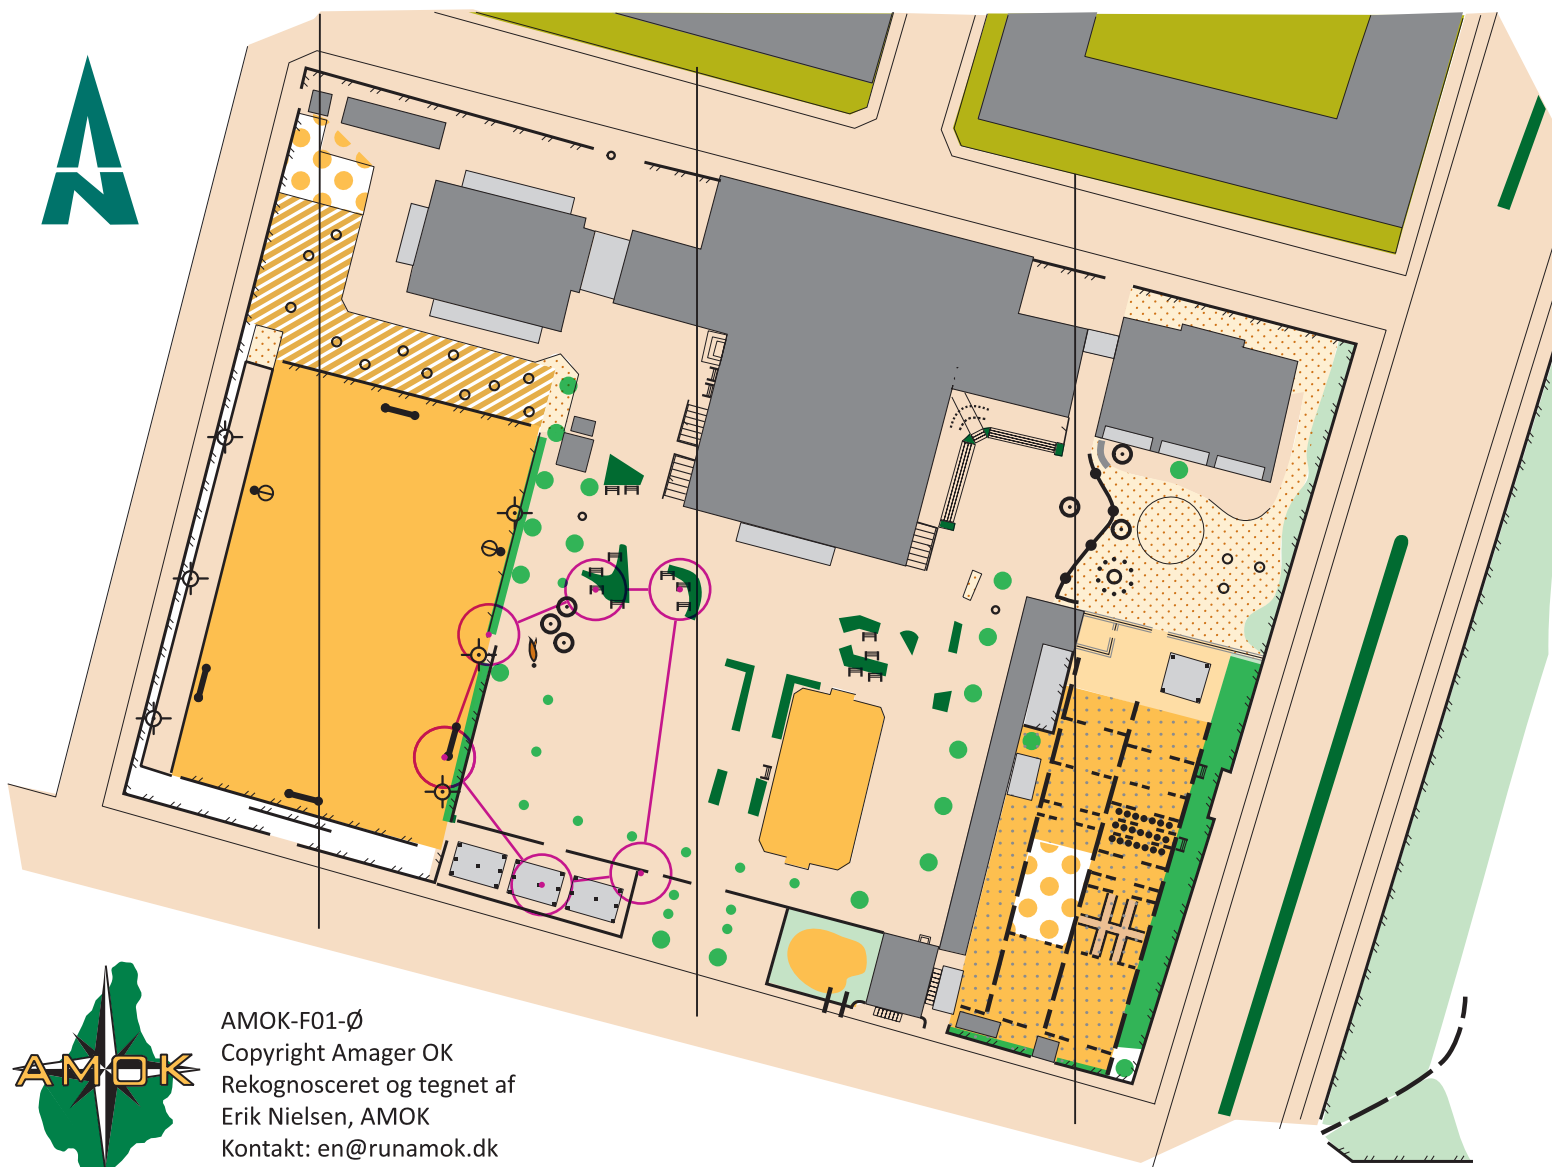 N
AMOK
AMOK-F01-Ø
Copyright Amager OK
Rekognosceret og tegnet af
Erik Nielsen, AMOK
Kontakt: en@runamok.dk